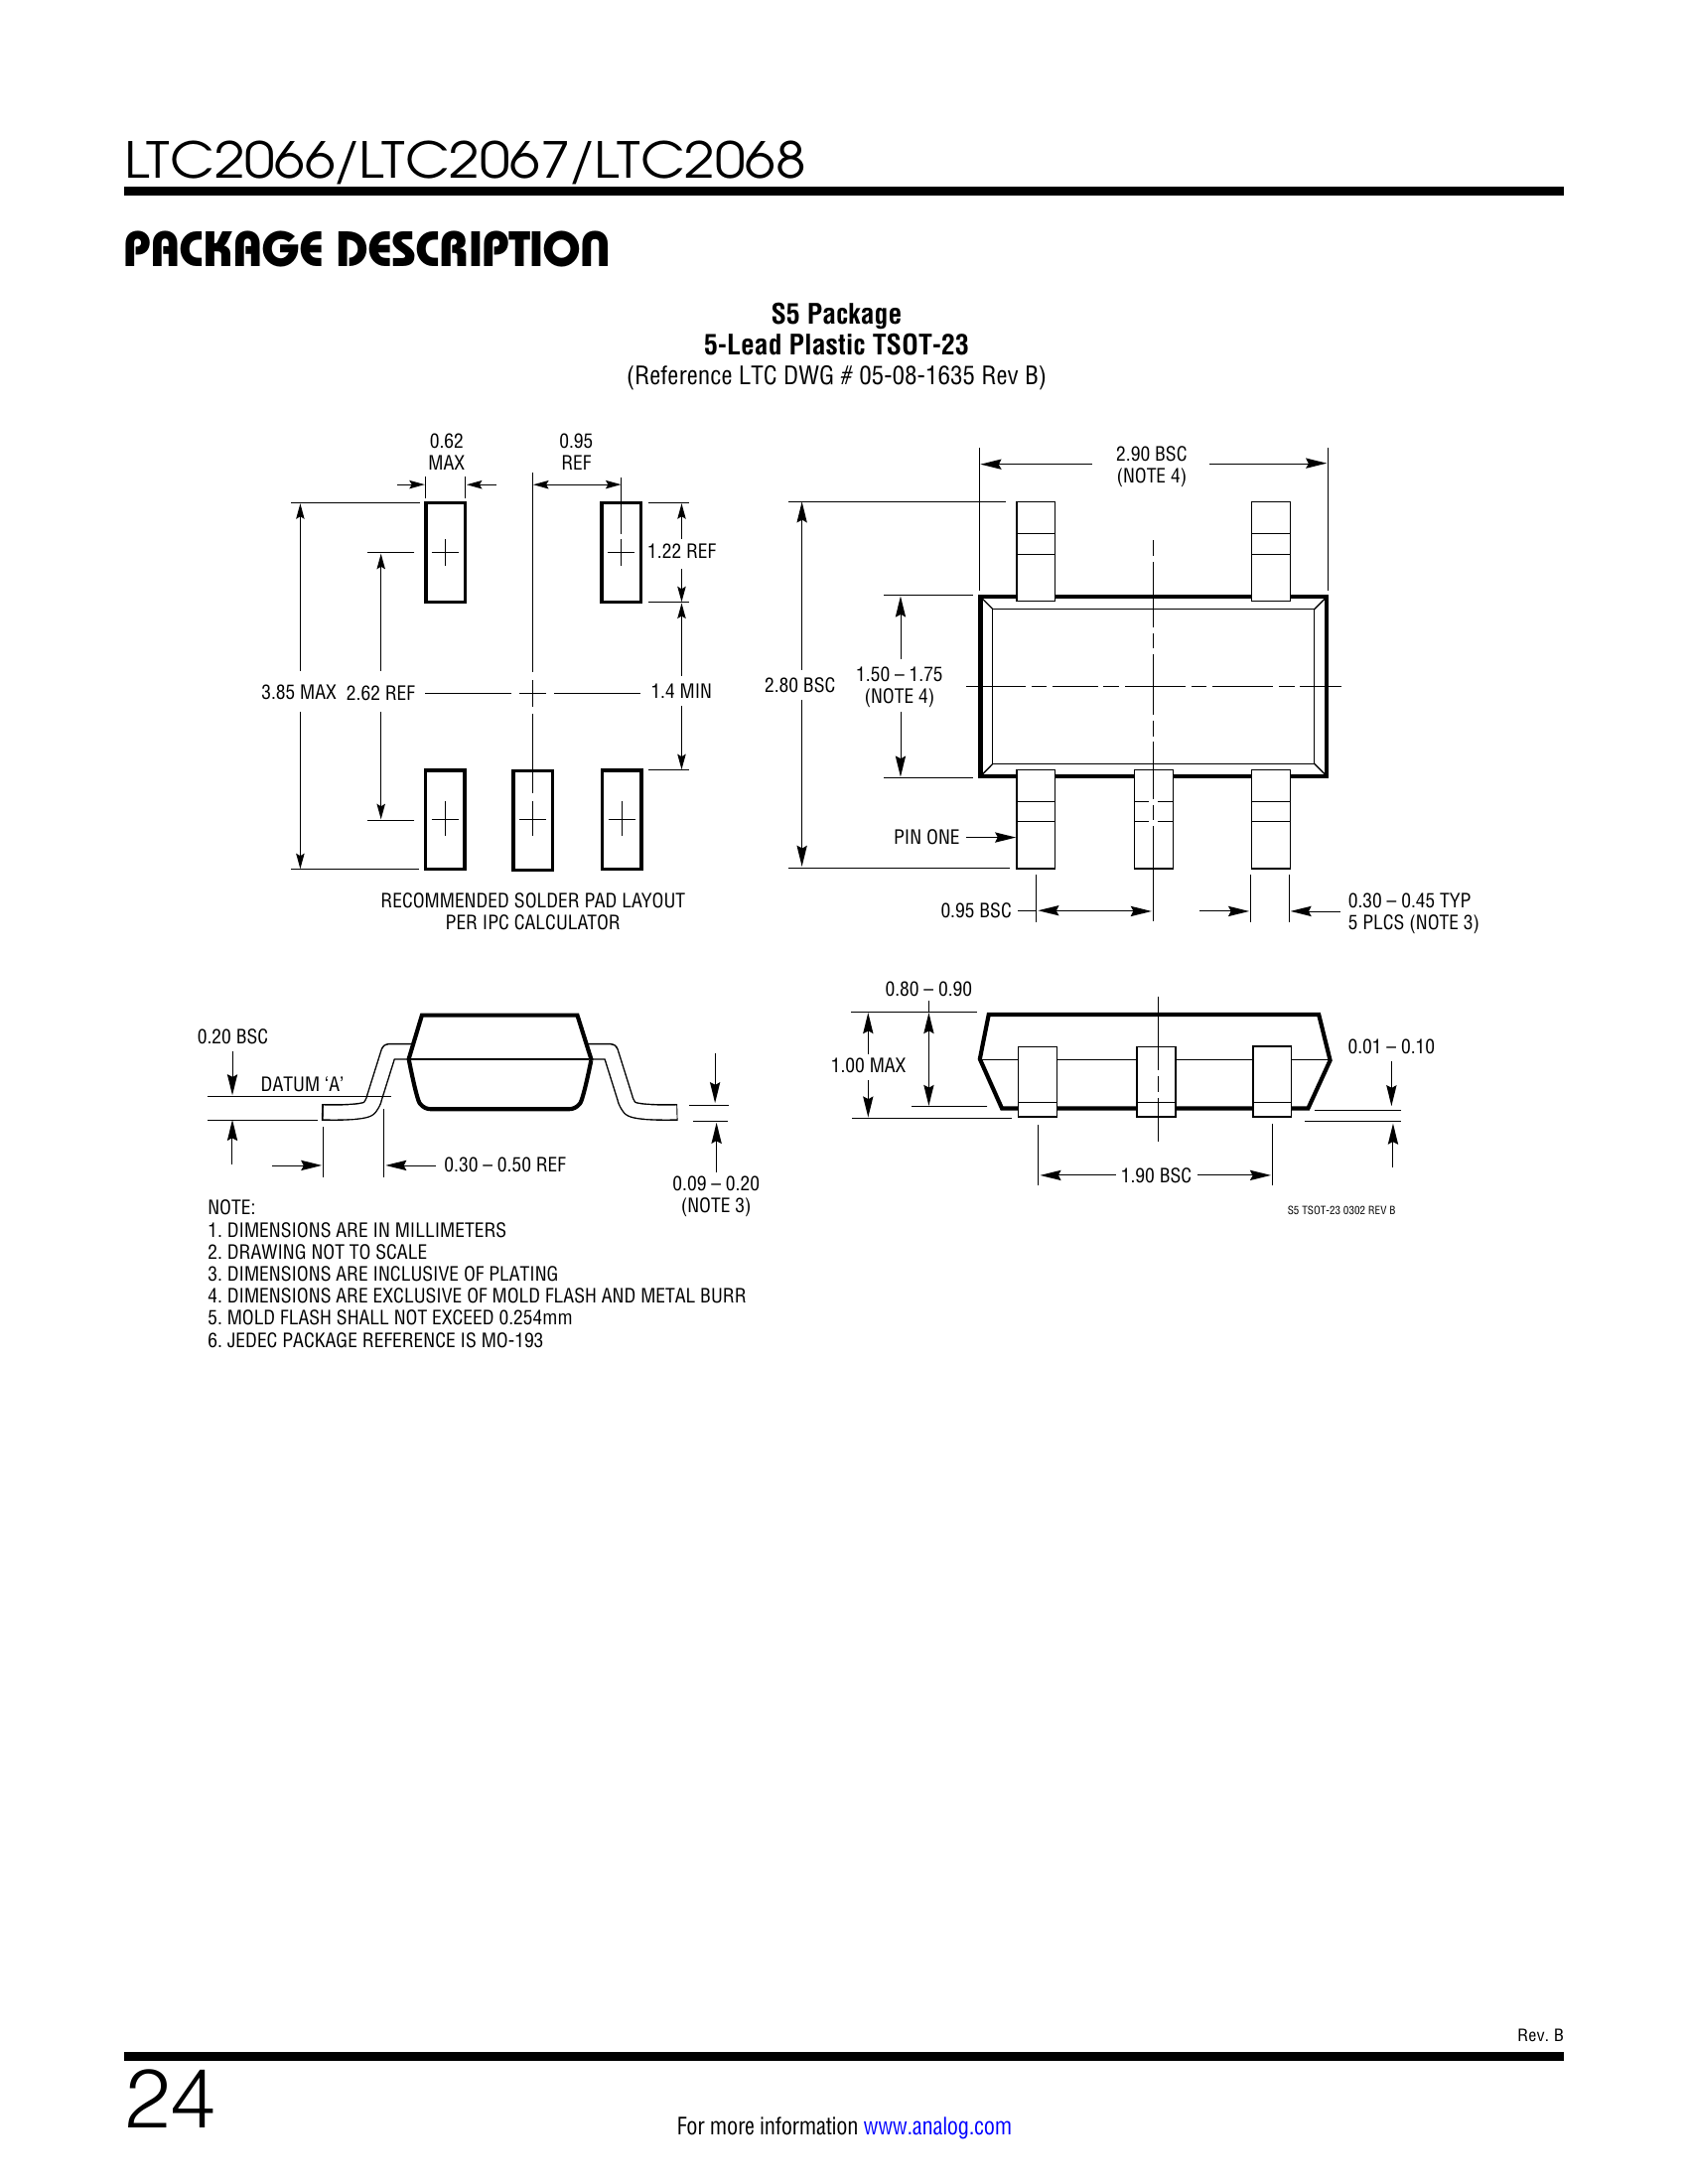 LTC2066/LTC2067/LTC2068
PACKAGE DESCRIPTION
S5 Package
5-Lead Plastic TSOT-23
(Reference LTC DWG # 05-08-1635 Rev B)
0.62
MAX
0.95
REF
1.22 REF
3.85 MAX
2.62 REF
1.4 MIN
RECOMMENDED SOLDER PAD LAYOUT
PER IPC CALCULATOR
2.90 BSC
(NOTE 4)
2.80 BSC
1.50 – 1.75
(NOTE 4)
PIN ONE
0.95 BSC
0.30 – 0.45 TYP
5 PLCS (NOTE 3)
0.20 BSC
DATUM ‘A’
0.30 – 0.50 REF
0.09 – 0.20
(NOTE 3)
0.80 – 0.90
1.00 MAX
0.01 – 0.10
1.90 BSC
S5 TSOT-23 0302 REV B
NOTE:
1. DIMENSIONS ARE IN MILLIMETERS
2. DRAWING NOT TO SCALE
3. DIMENSIONS ARE INCLUSIVE OF PLATING
4. DIMENSIONS ARE EXCLUSIVE OF MOLD FLASH AND METAL BURR
5. MOLD FLASH SHALL NOT EXCEED 0.254mm
6. JEDEC PACKAGE REFERENCE IS MO-193
Rev. B
24
For more information www.analog.com